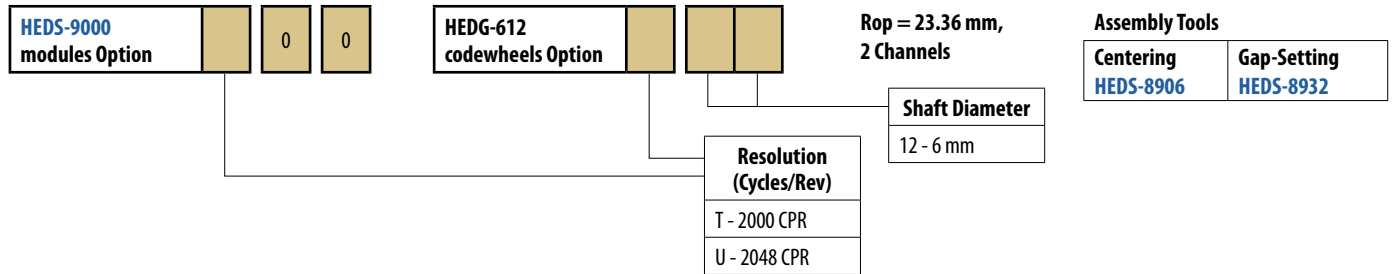 HEDS-9000
modules Option
0
0
HEDG-612
codewheels Option
Rop = 23.36 mm,
2 Channels
Assembly Tools
Centering
HEDS-8906
Gap-Setting
HEDS-8932
Shaft Diameter
12 - 6 mm
Resolution
(Cycles/Rev)
T - 2000 CPR
U - 2048 CPR